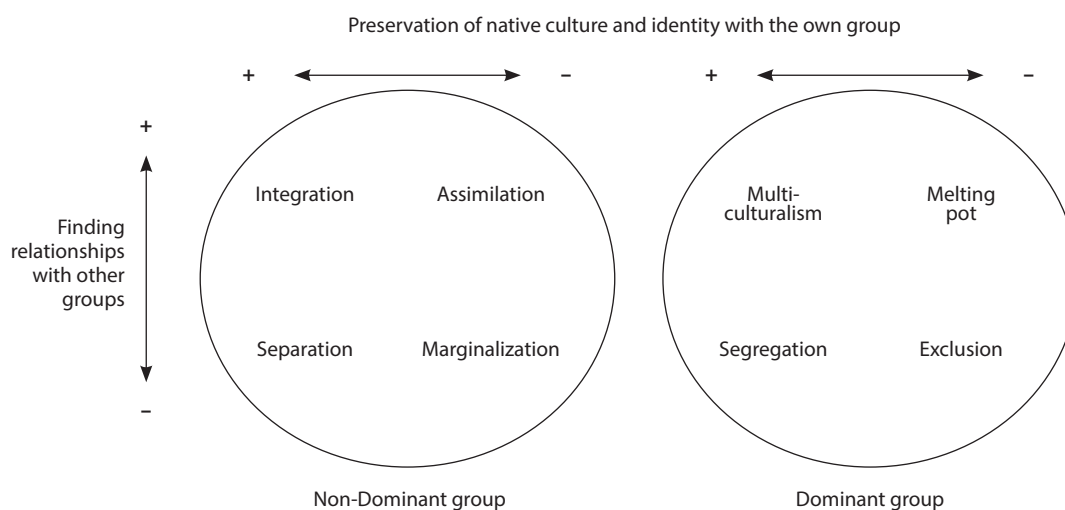 Preservation of native culture and identity with the own group
+ – + –
+
Integration Assimilation Multi- Melting
culturalism pot
Finding
relationships
with other
groups
Separation Marginalization Segregation Exclusion
–
Non-Dominant group Dominant group